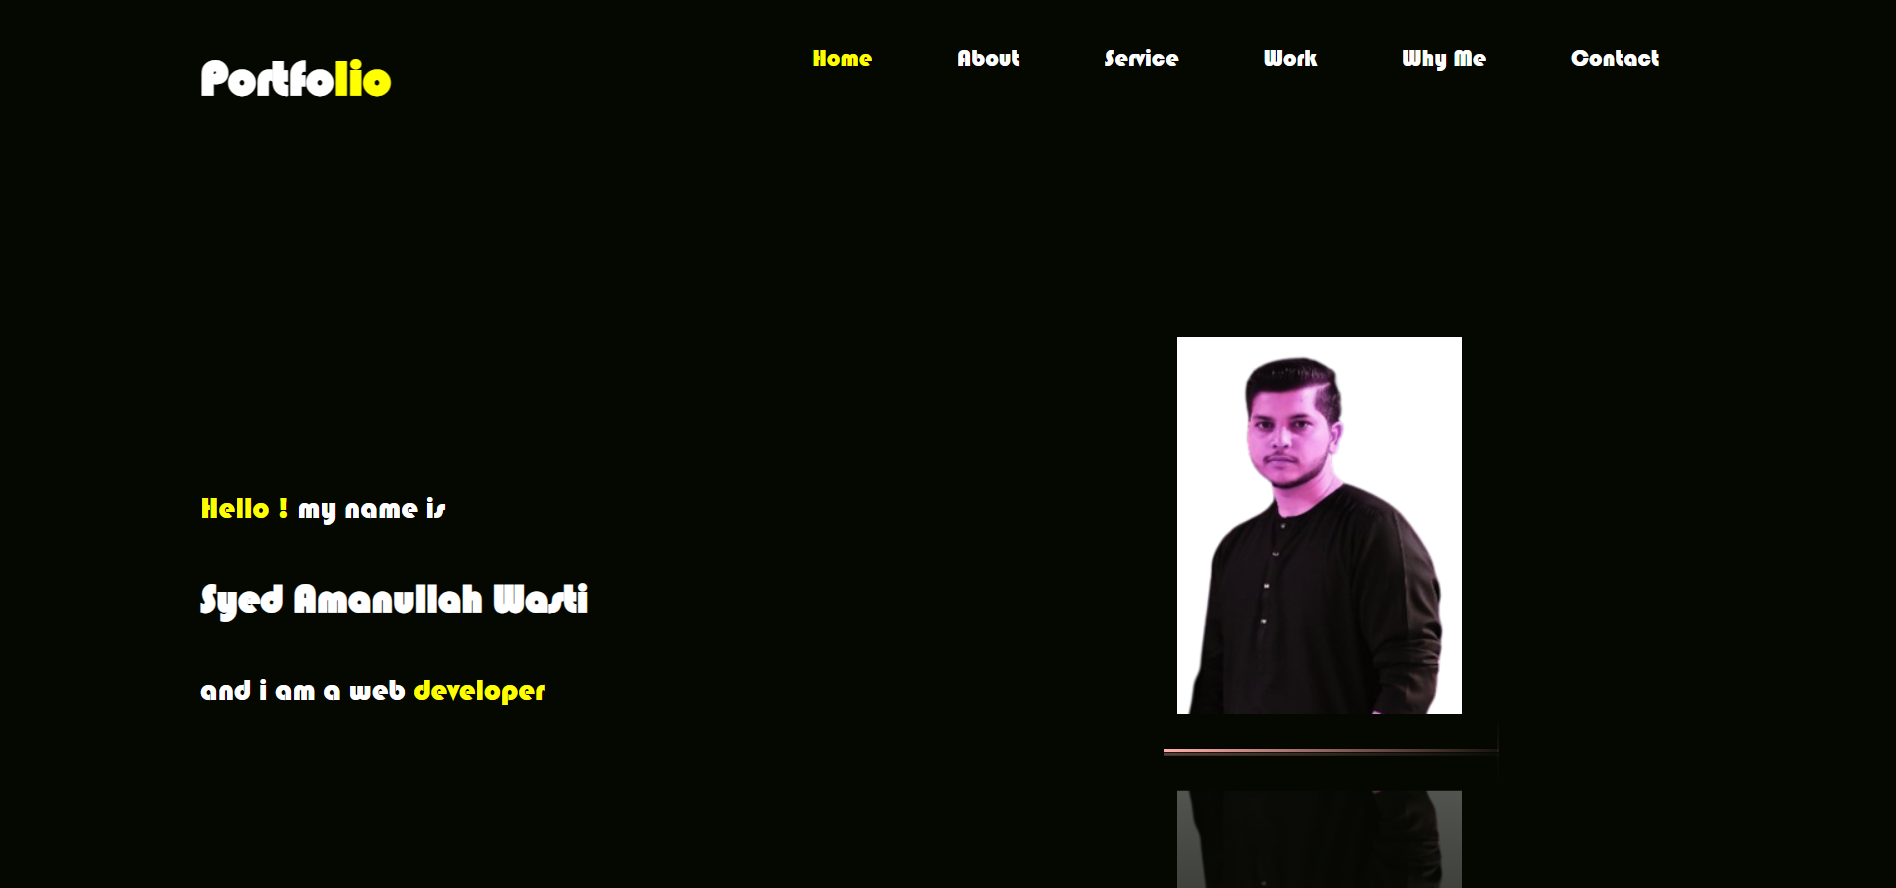 Portfolio
Home About Service Work Why Me Contact
Hello ! my name is
Syed Amanullah Wasti
and i am a web developer